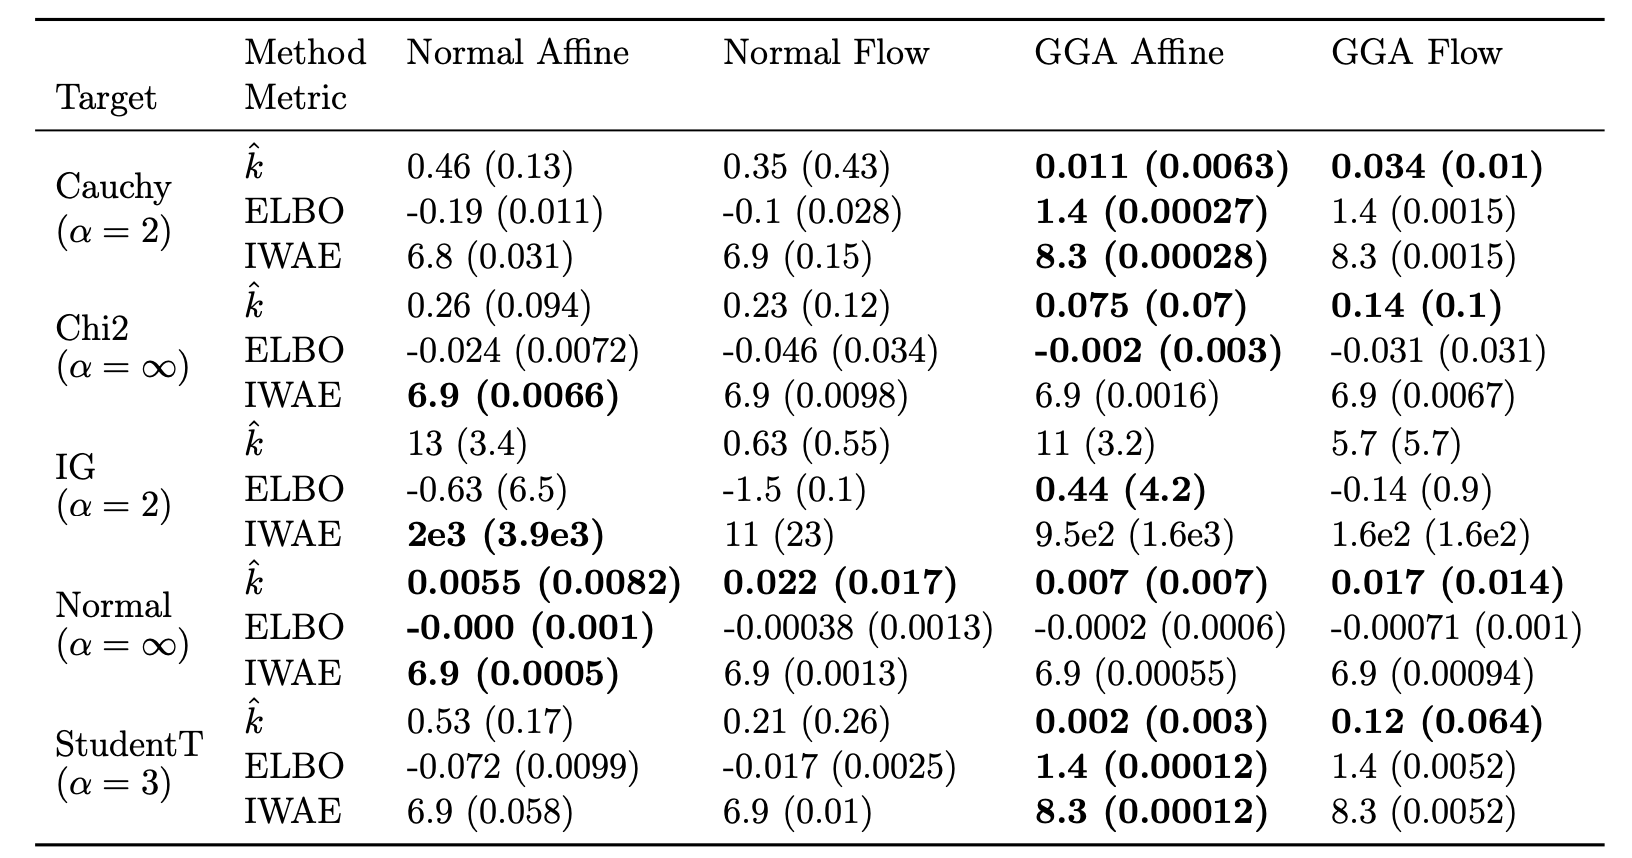 Method Normal Affine Normal Flow GGA Affine GGA Flow
Target Metric
Cauchy (α = 2) k̂ 0.46 (0.13) 0.35 (0.43) 0.011 (0.0063) 0.034 (0.01)
ELBO -0.19 (0.011) -0.1 (0.028) 1.4 (0.00027) 1.4 (0.0015)
IWAE 6.8 (0.031) 6.9 (0.15) 8.3 (0.00028) 8.3 (0.0015)
Chi2 (α = ∞) k̂ 0.26 (0.094) 0.23 (0.12) 0.075 (0.07) 0.14 (0.1)
ELBO -0.024 (0.0072) -0.046 (0.034) -0.002 (0.003) -0.031 (0.031)
IWAE 6.9 (0.0066) 6.9 (0.0098) 6.9 (0.0016) 6.9 (0.0067)
IG (α = 2) k̂ 13 (3.4) 0.63 (0.55) 11 (3.2) 5.7 (5.7)
ELBO -0.63 (6.5) -1.5 (0.1) 0.44 (4.2) -0.14 (0.9)
IWAE 2e3 (3.9e3) 11 (23) 9.5e2 (1.6e3) 1.6e2 (1.6e2)
Normal (α = ∞) k̂ 0.0055 (0.0082) 0.022 (0.017) 0.007 (0.007) 0.017 (0.014)
ELBO -0.000 (0.001) -0.00038 (0.0013) -0.0002 (0.0006) -0.00071 (0.001)
IWAE 6.9 (0.0005) 6.9 (0.0013) 6.9 (0.00055) 6.9 (0.00094)
StudentT (α = 3) k̂ 0.53 (0.17) 0.21 (0.26) 0.002 (0.003) 0.12 (0.064)
ELBO -0.072 (0.0099) -0.017 (0.0025) 1.4 (0.00012) 1.4 (0.0052)
IWAE 6.9 (0.058) 6.9 (0.01) 8.3 (0.00012) 8.3 (0.0052)